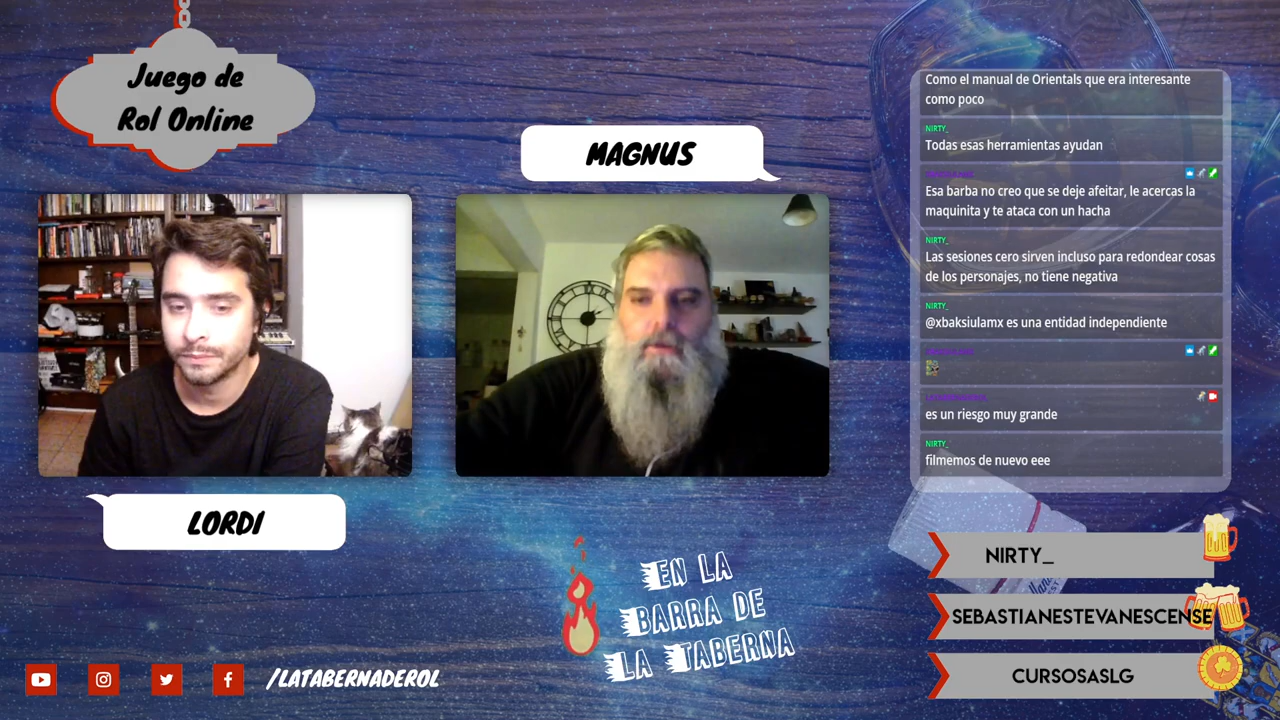 Juego de
Rol Online
MAGNUS
LORDI
Como el manual de Orientals que era interesante
como poco
NIRTY_
Todas esas herramientas ayudan
Esa barba no creo que se deje afeitar, le acercas la
maquinita y te ataca con un hacha
NIRTY_
Las sesiones cero sirven incluso para redondear cosas
de los personajes, no tiene negativa
NIRTY_
@xbaksiulamx es una entidad independiente
es un riesgo muy grande
NIRTY_
filmemos de nuevo eee
EN LA
BARRA DE
LA TABERNA
NIRTY_
SEBASTIANESTEVANESCENSE
CURSOSASLG
/LATABERNADEROL